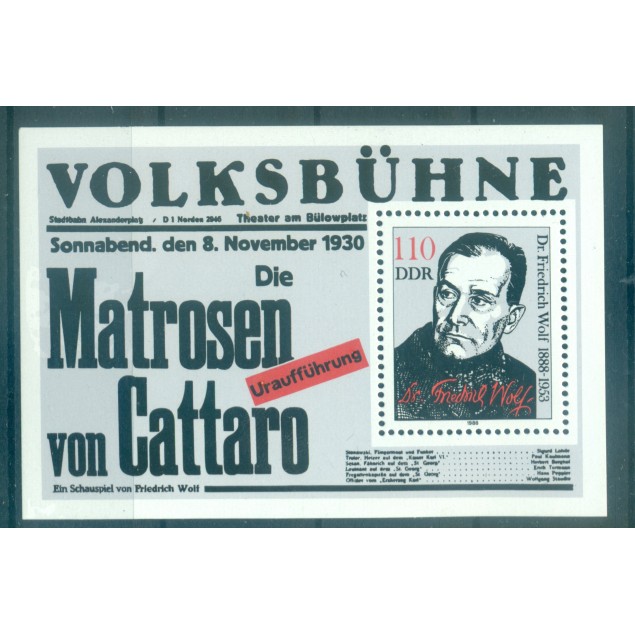 VOLKSBÜHNE
Stadtbahn Alexanderplatz / D 1 Norden 2946 Theater am Bülowplatz
Sonnabend, den 8. November 1930
Die
Matrosen
von Cattaro
Uraufführung
Ein Schauspiel von Friedrich Wolf
110
DDR
Dr. Friedrich Wolf 1888-1953
Dr. Friedrich Wolf
1988